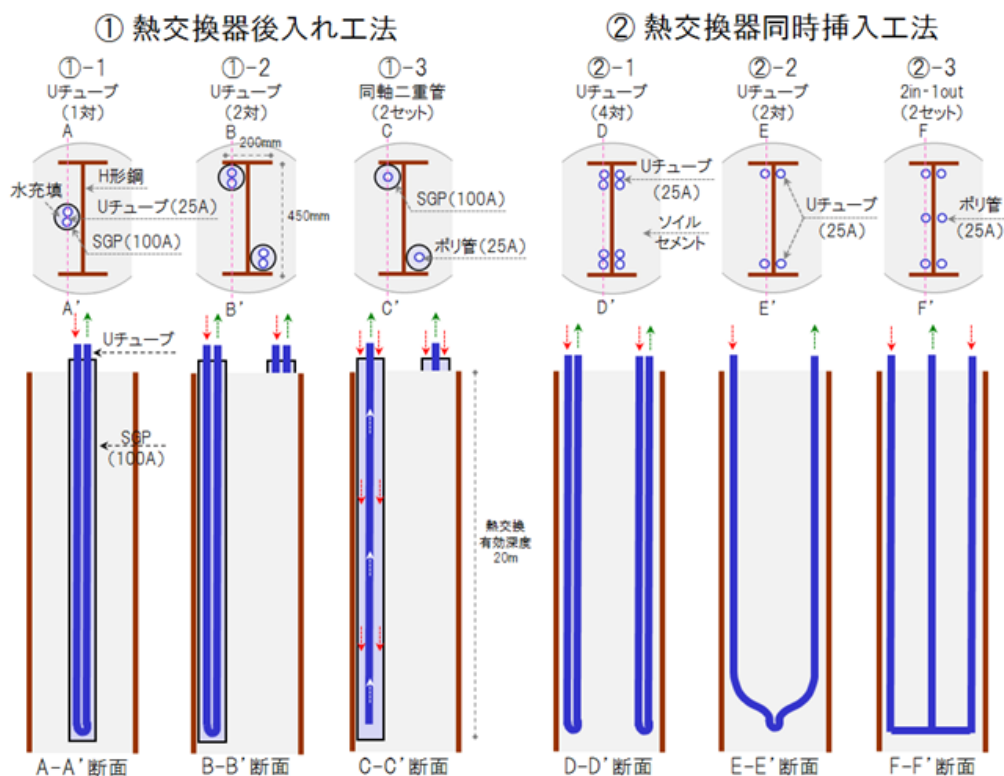 ① 熱交換器後入れ工法
② 熱交換器同時挿入工法
①-1
Uチューブ
(1対)
A
①-2
Uチューブ
(2対)
B
①-3
同軸二重管
(2セット)
C
②-1
Uチューブ
(4対)
D
②-2
Uチューブ
(2対)
E
②-3
2in-1out
(2セット)
F
200mm
450mm
水充填
H形鋼
Uチューブ(25A)
SGP(100A)
SGP(100A)
ポリ管(25A)
Uチューブ
(25A)
ソイル
セメント
Uチューブ
(25A)
ポリ管
(25A)
A'
B'
C'
D'
E'
F'
Uチューブ
SGP
(100A)
熱交換
有効深度
20m
A-A'断面
B-B'断面
C-C'断面
D-D'断面
E-E'断面
F-F'断面